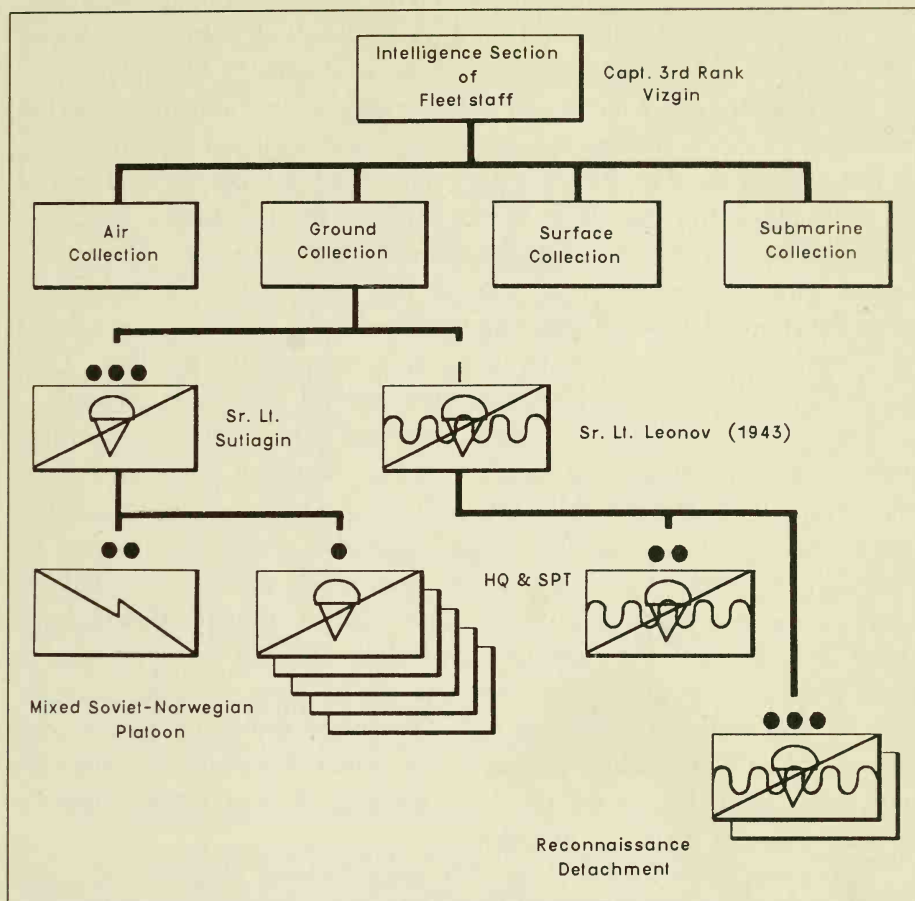 Intelligence Section
of
Fleet staff
Capt. 3rd Rank
Vizgin
Air
Collection
Ground
Collection
Surface
Collection
Submarine
Collection
Sr. Lt.
Sutiagin
Sr. Lt. Leonov (1943)
HQ & SPT
Mixed Soviet-Norwegian
Platoon
Reconnaissance
Detachment